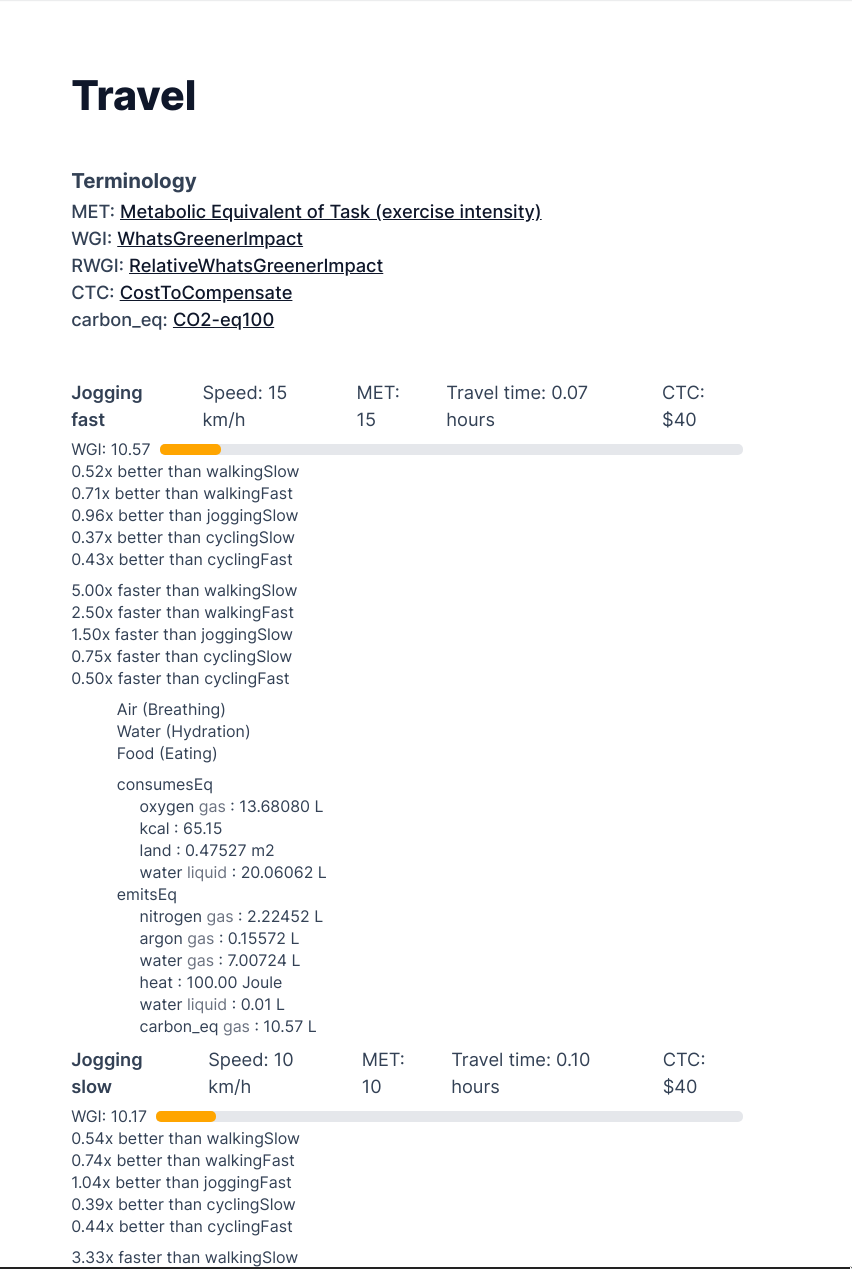 Travel
Terminology
MET: Metabolic Equivalent of Task (exercise intensity)
WGI: WhatsGreenerImpact
RWGI: RelativeWhatsGreenerImpact
CTC: CostToCompensate
carbon_eq: CO2-eq100
Jogging fast Speed: 15 km/h MET: 15 Travel time: 0.07 hours CTC: $40
WGI: 10.57
0.52x better than walkingSlow
0.71x better than walkingFast
0.96x better than joggingSlow
0.37x better than cyclingSlow
0.43x better than cyclingFast
5.00x faster than walkingSlow
2.50x faster than walkingFast
1.50x faster than joggingSlow
0.75x faster than cyclingSlow
0.50x faster than cyclingFast
Air (Breathing)
Water (Hydration)
Food (Eating)
consumesEq
oxygen gas : 13.68080 L
kcal : 65.15
land : 0.47527 m2
water liquid : 20.06062 L
emitsEq
nitrogen gas : 2.22452 L
argon gas : 0.15572 L
water gas : 7.00724 L
heat : 100.00 Joule
water liquid : 0.01 L
carbon_eq gas : 10.57 L
Jogging slow Speed: 10 km/h MET: 10 Travel time: 0.10 hours CTC: $40
WGI: 10.17
0.54x better than walkingSlow
0.74x better than walkingFast
1.04x better than joggingFast
0.39x better than cyclingSlow
0.44x better than cyclingFast
3.33x faster than walkingSlow